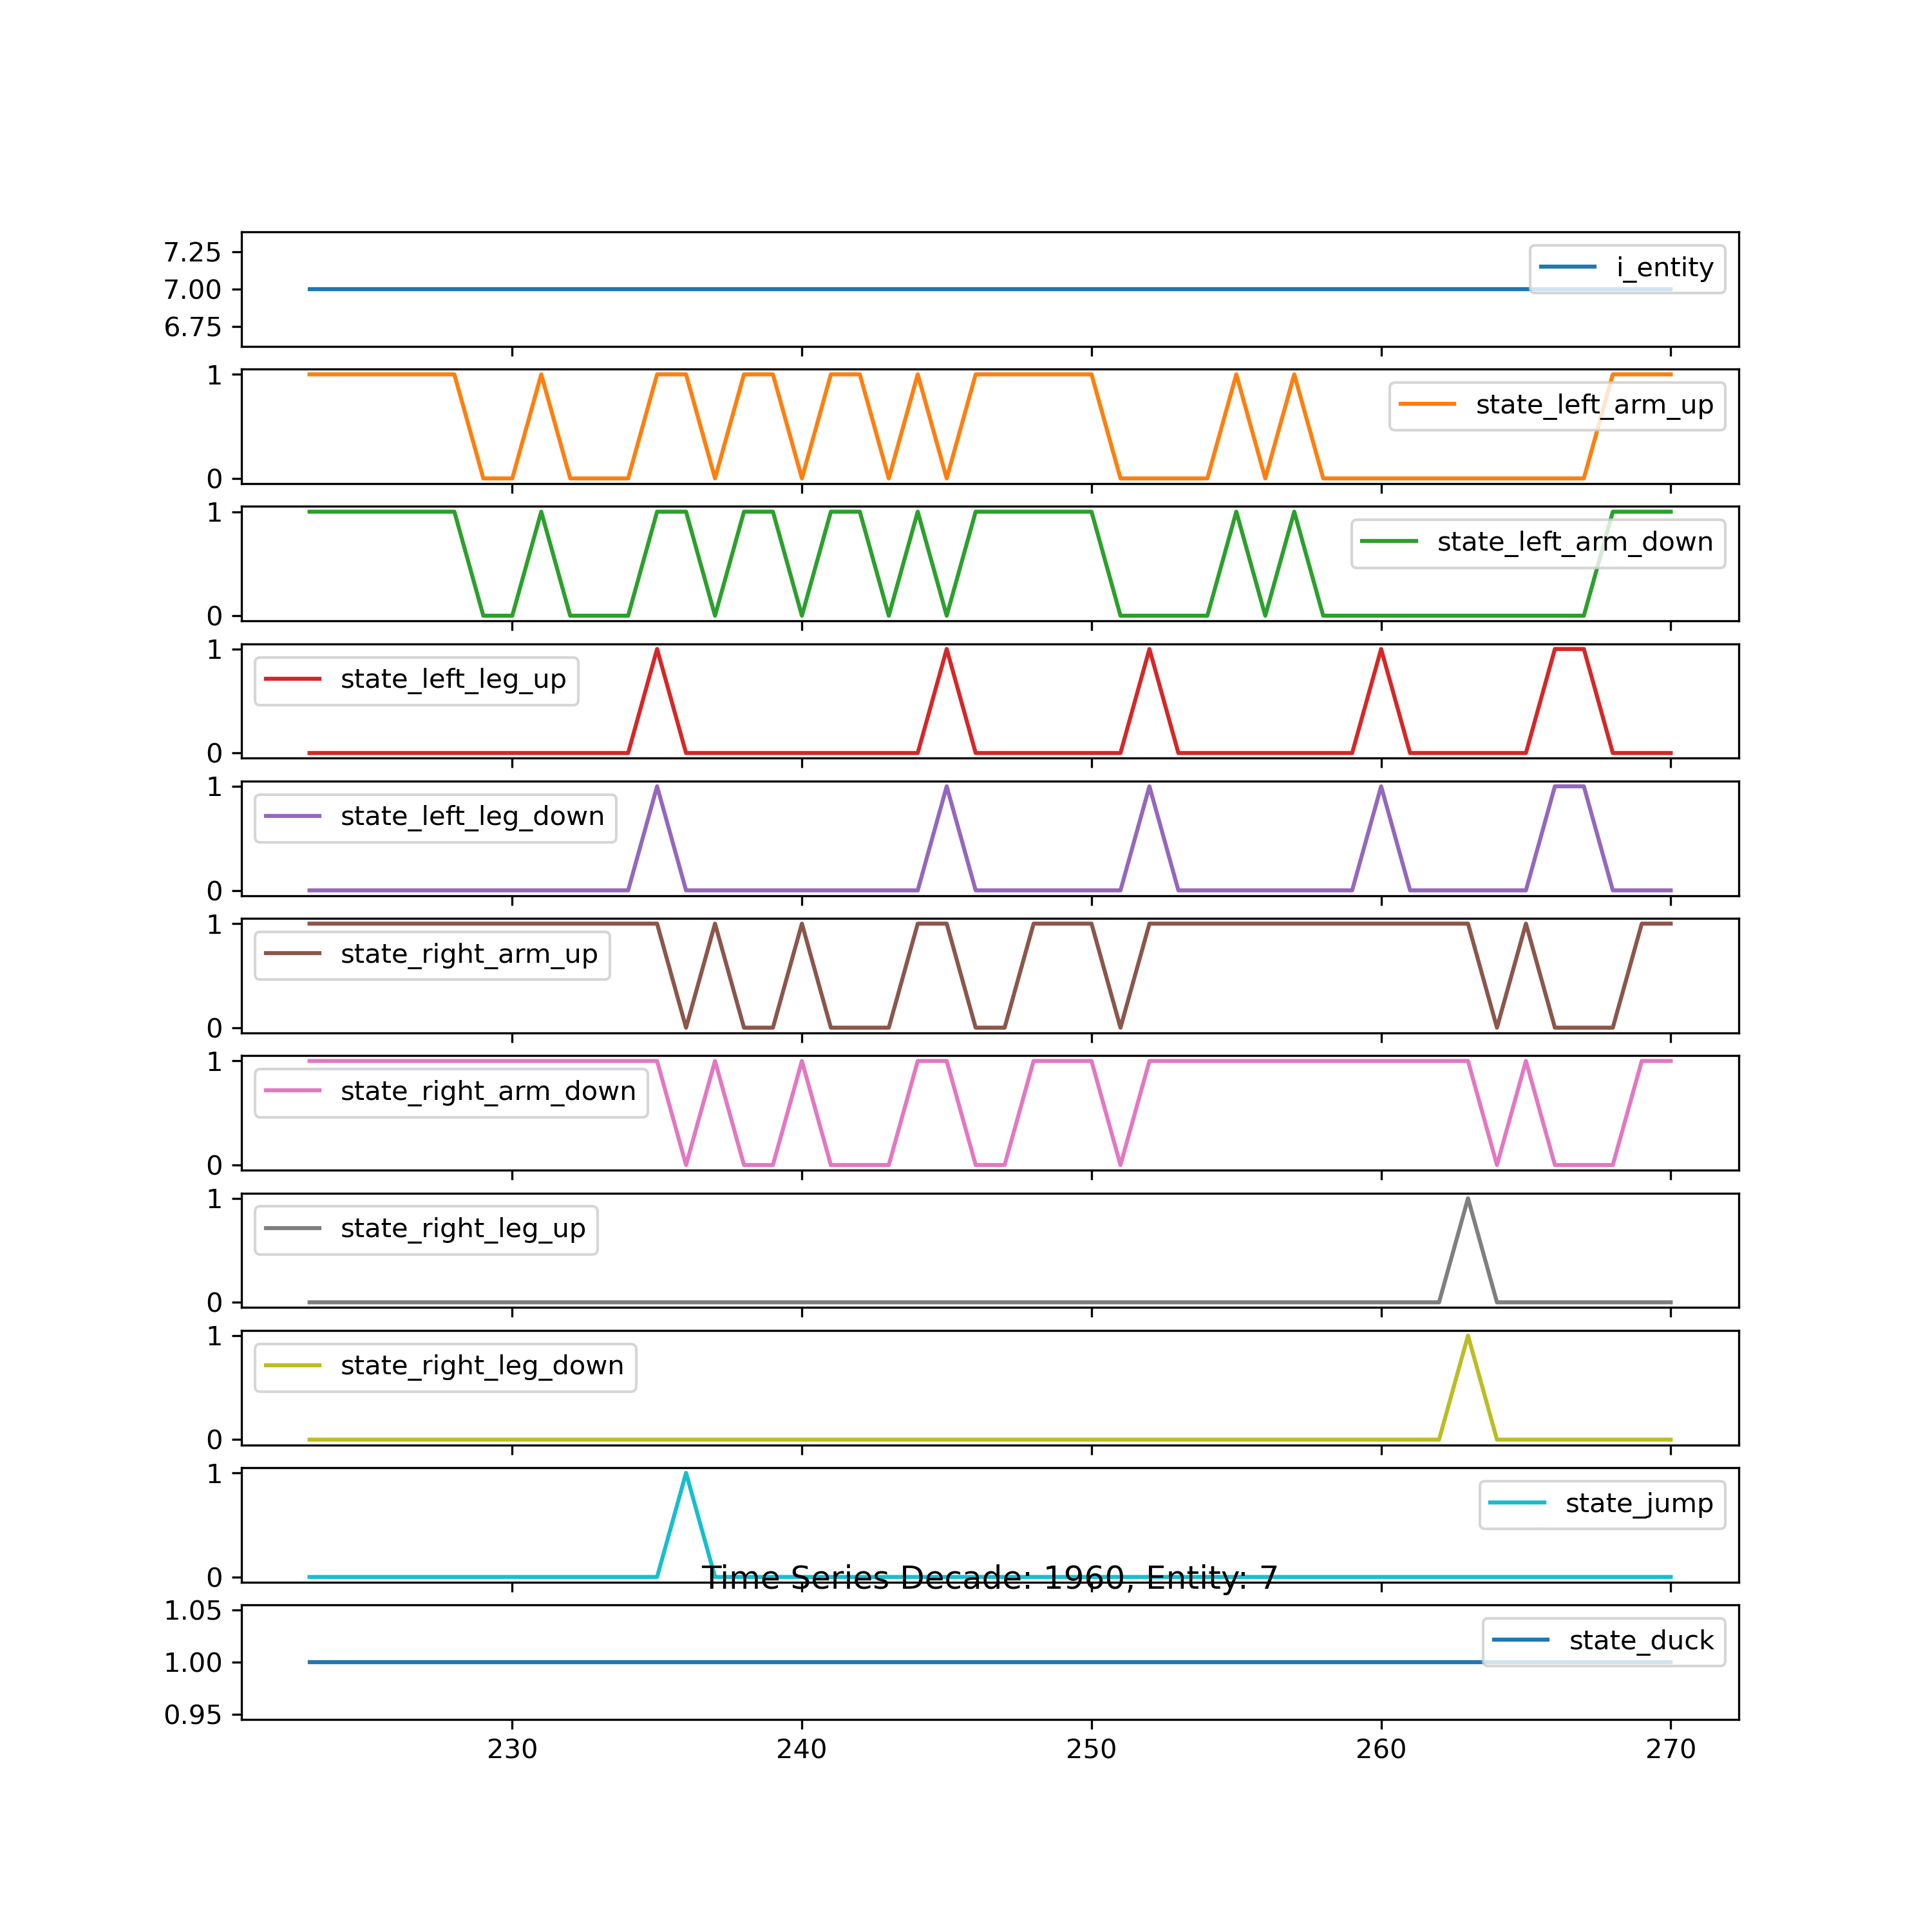 7.25
7.00
6.75
i_entity
1
0
state_left_arm_up
1
0
state_left_arm_down
1
0
state_left_leg_up
1
0
state_left_leg_down
1
0
state_right_arm_up
1
0
state_right_arm_down
1
0
state_right_leg_up
1
0
state_right_leg_down
1
0
state_jump
Time Series Decade: 1960, Entity: 7
1.05
1.00
0.95
state_duck
230 240 250 260 270